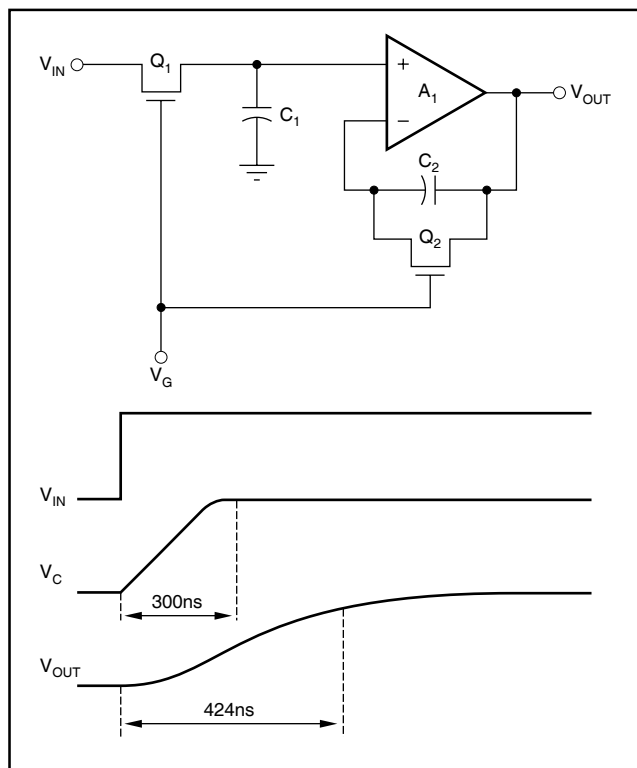 V_IN Q_1 + A_1 V_OUT
C_1 −
C_2
Q_2
V_G
V_IN
V_C
300ns
V_OUT
424ns